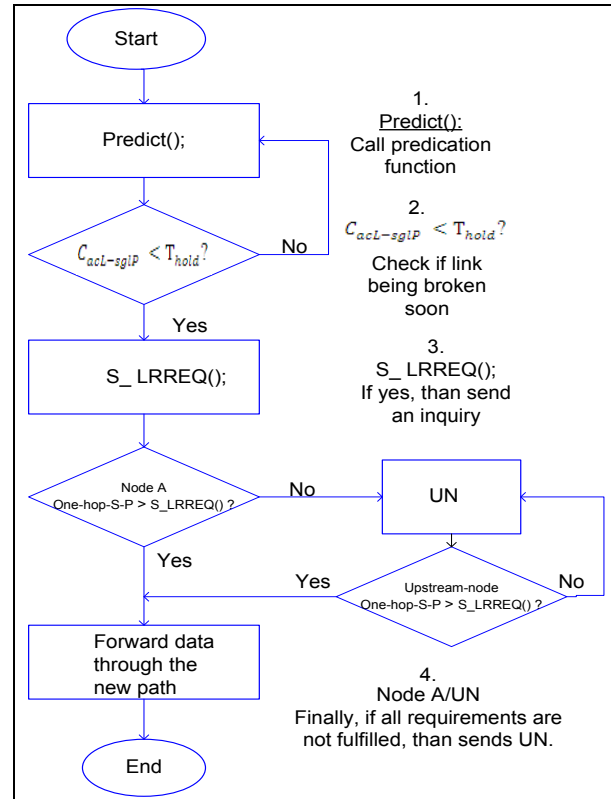 Start
Predict();
1.
Predict():
Call predication
function
C_acL-sglP < T_hold?
No
2.
C_acL-sglP < T_hold?
Check if link
being broken
soon
Yes
S_ LRREQ();
3.
S_ LRREQ();
If yes, than send
an inquiry
Node A
One-hop-S-P > S_LRREQ() ?
No
UN
Yes
Yes
Upstream-node
One-hop-S-P > S_LRREQ() ?
No
Forward data
through the
new path
4.
Node A/UN
Finally, if all requirements are
not fulfilled, than sends UN.
End